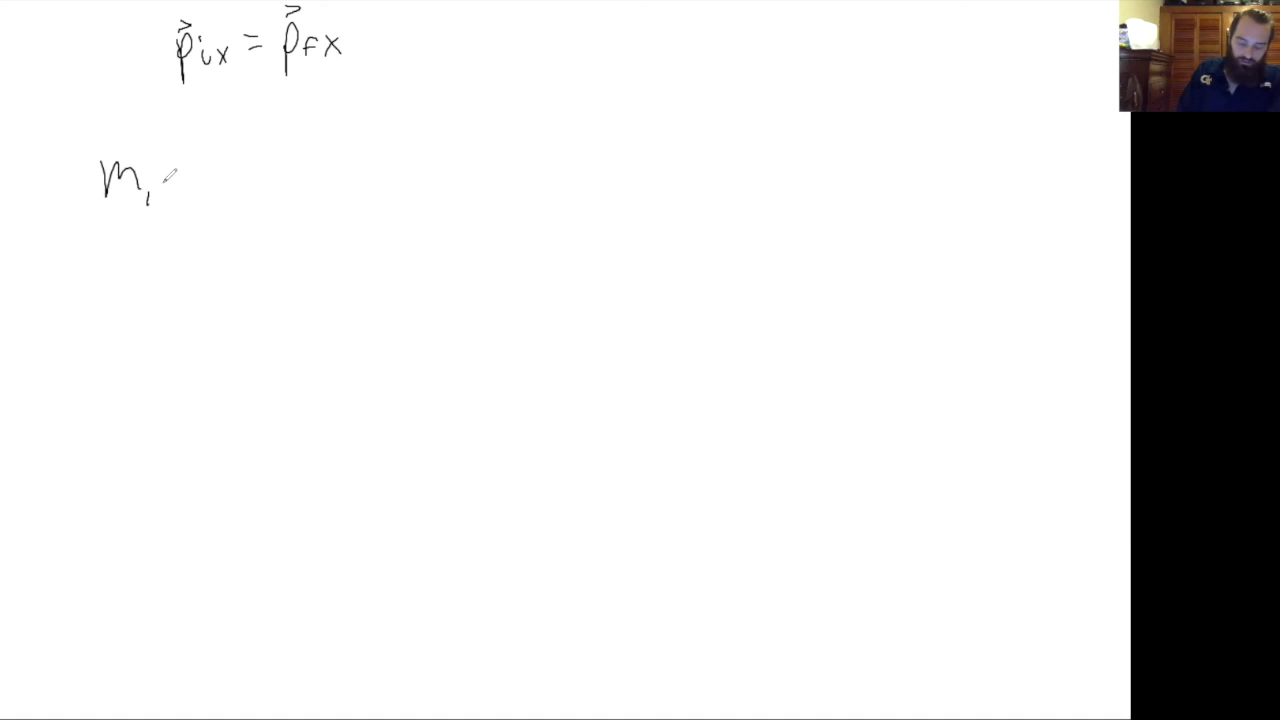 p⃗ix = p⃗fx
m₁